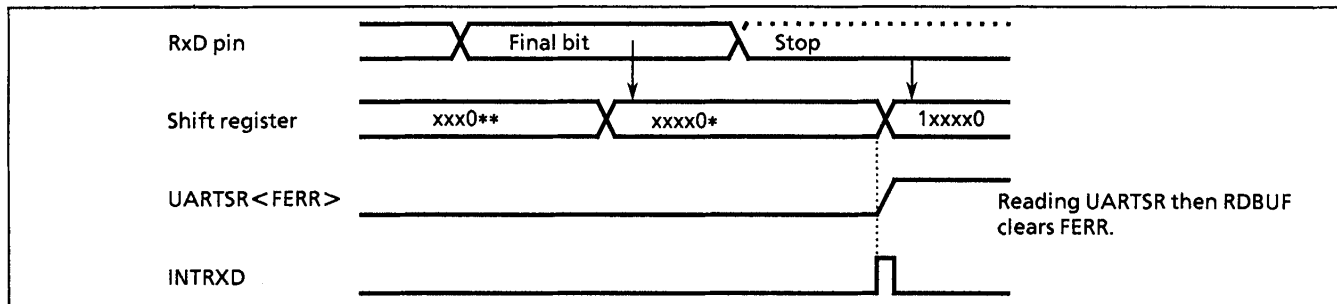 RxD pin
Final bit
Stop
Shift register
xxx0**
xxxx0*
1xxxx0
UARTSR<FERR>
Reading UARTSR then RDBUF
clears FERR.
INTRXD